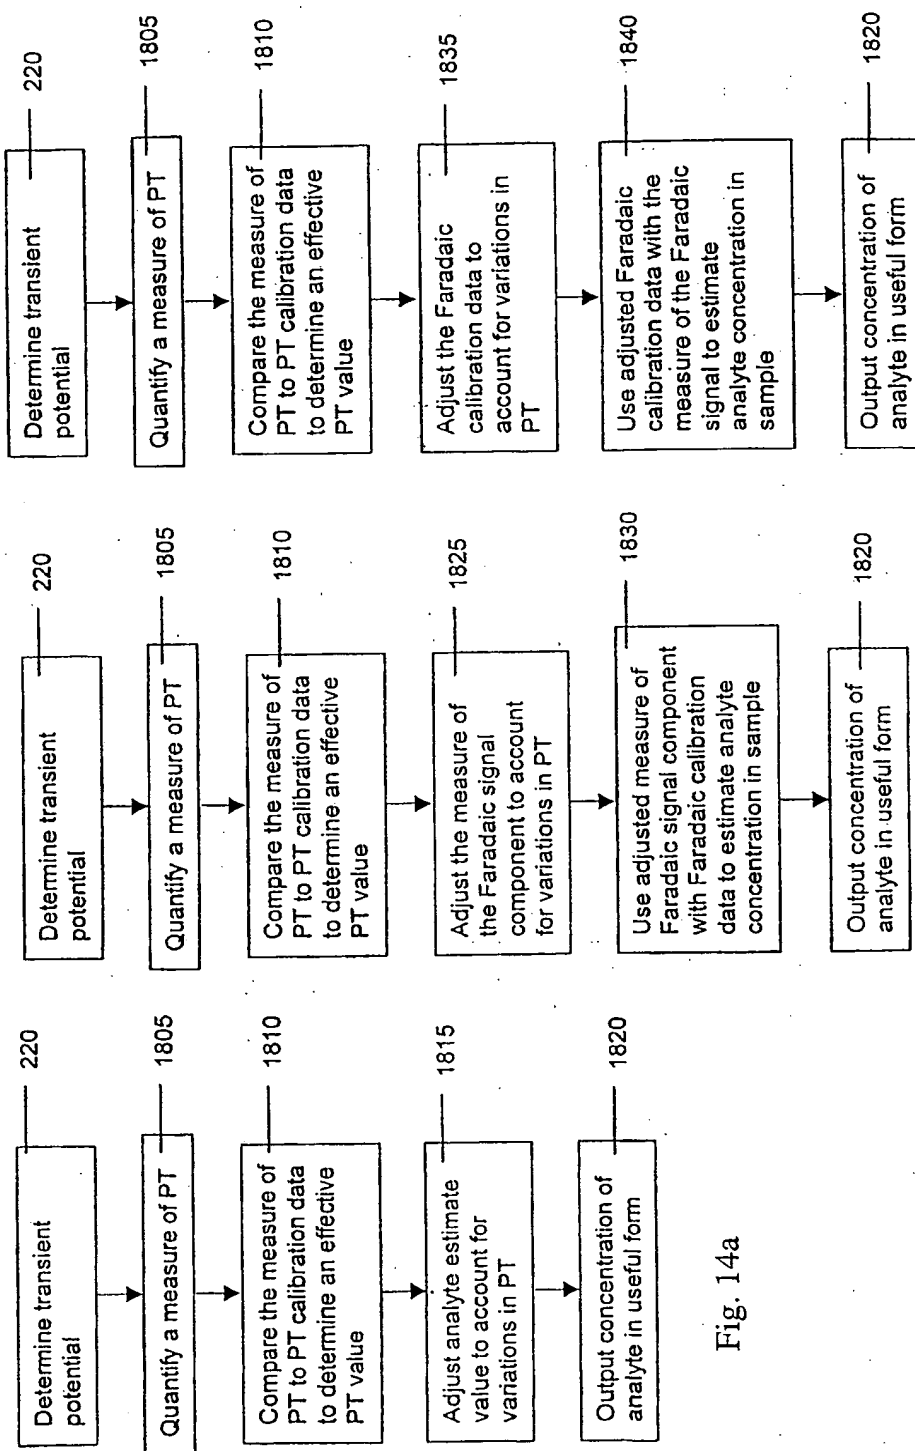 Determine transient
potential
220
Quantify a measure of PT
1805
Compare the measure of
PT to PT calibration data
to determine an effective
PT value
1810
Adjust analyte estimate
value to account for
variations in PT
1815
Output concentration of
analyte in useful form
1820
Fig. 14a
Determine transient
potential
220
Quantify a measure of PT
1805
Compare the measure of
PT to PT calibration data
to determine an effective
PT value
1810
Adjust the measure of
the Faradaic signal
component to account
for variations in PT
1825
Use adjusted measure of
Faradaic signal component
with Faradaic calibration
data to estimate analyte
concentration in sample
1830
Output concentration of
analyte in useful form
1820
Determine transient
potential
220
Quantify a measure of PT
1805
Compare the measure of
PT to PT calibration data
to determine an effective
PT value
1810
Adjust the Faradaic
calibration data to
account for variations in
PT
1835
Use adjusted Faradaic
calibration data with the
measure of the Faradaic
signal to estimate
analyte concentration in
sample
1840
Output concentration of
analyte in useful form
1820